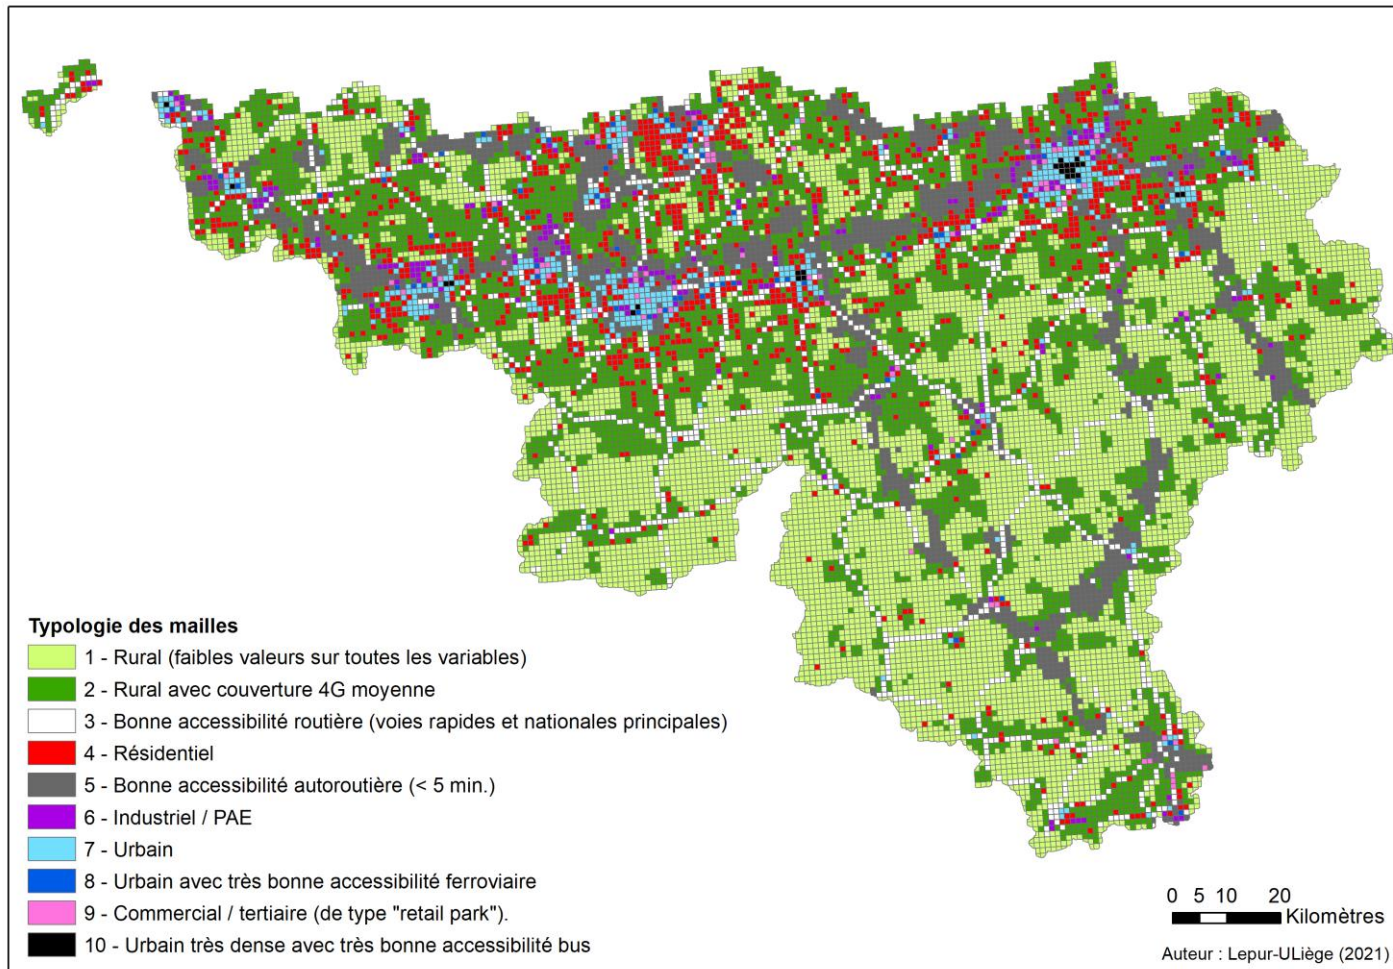 Typologie des mailles
1 - Rural (faibles valeurs sur toutes les variables)
2 - Rural avec couverture 4G moyenne
3 - Bonne accessibilité routière (voies rapides et nationales principales)
4 - Résidentiel
5 - Bonne accessibilité autoroutière (< 5 min.)
6 - Industriel / PAE
7 - Urbain
8 - Urbain avec très bonne accessibilité ferroviaire
9 - Commercial / tertiaire (de type "retail park").
10 - Urbain très dense avec très bonne accessibilité bus
0 5 10 20
Kilomètres
Auteur : Lepur-ULiège (2021)